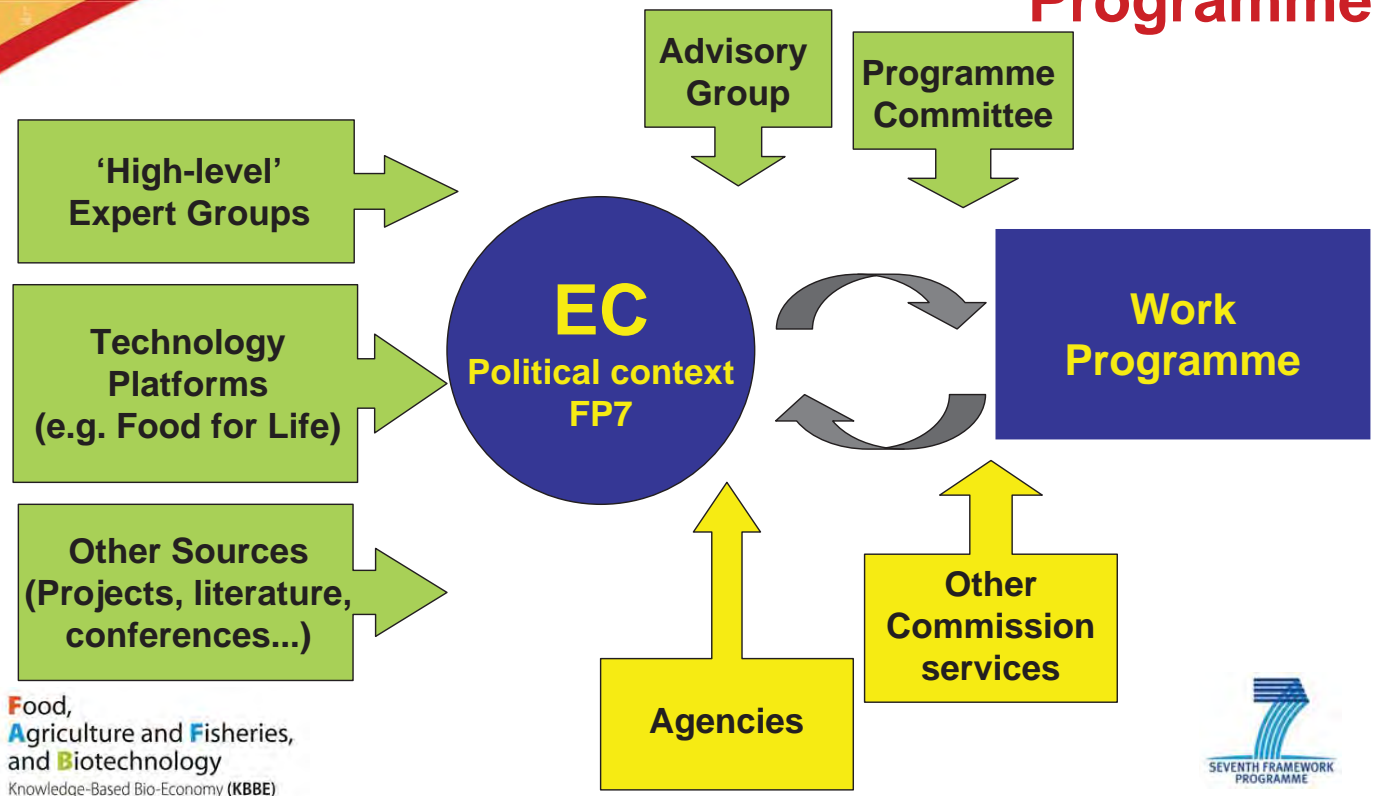 Programme
Advisory
Group
Programme
Committee
‘High-level’
Expert Groups
Technology
Platforms
(e.g. Food for Life)
Other Sources
(Projects, literature,
conferences...)
EC
Political context
FP7
Work
Programme
Agencies
Other
Commission
services
Food,
Agriculture and Fisheries,
and Biotechnology
Knowledge-Based Bio-Economy (KBBE)
SEVENTH FRAMEWORK
PROGRAMME